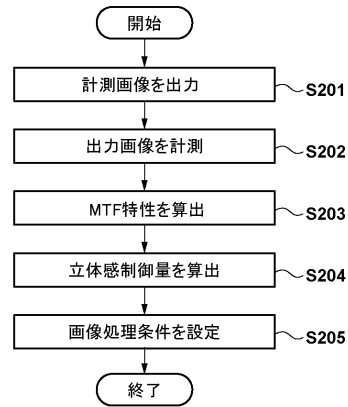 開始
計測画像を出力
S201
出力画像を計測
S202
MTF特性を算出
S203
立体感制御量を算出
S204
画像処理条件を設定
S205
終了